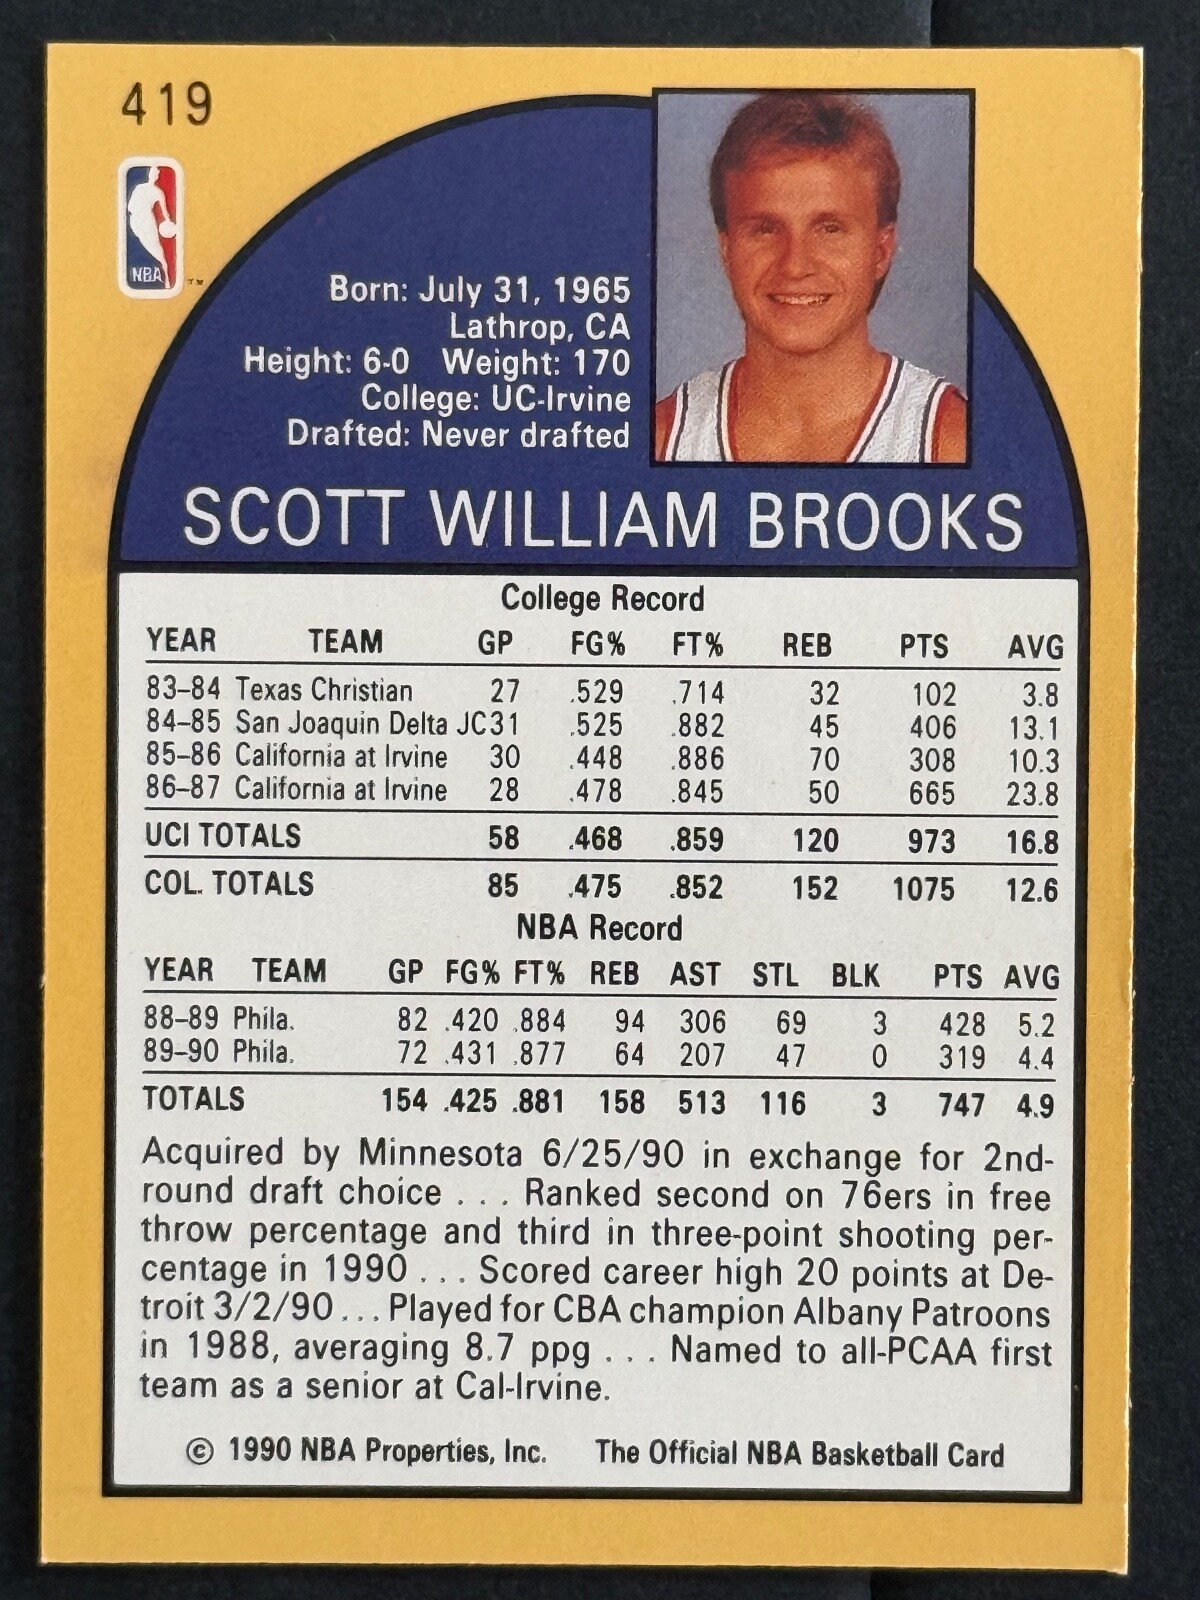 419
NBA
TM
Born: July 31, 1965
Lathrop, CA
Height: 6-0 Weight: 170
College: UC-Irvine
Drafted: Never drafted
SCOTT WILLIAM BROOKS
College Record
YEAR TEAM GP FG% FT% REB PTS AVG
83–84 Texas Christian 27 .529 .714 32 102 3.8
84–85 San Joaquin Delta JC 31 .525 .882 45 406 13.1
85–86 California at Irvine 30 .448 .886 70 308 10.3
86–87 California at Irvine 28 .478 .845 50 665 23.8
UCI TOTALS 58 .468 .859 120 973 16.8
COL. TOTALS 85 .475 .852 152 1075 12.6
NBA Record
YEAR TEAM GP FG% FT% REB AST STL BLK PTS AVG
88–89 Phila. 82 .420 .884 94 306 69 3 428 5.2
89–90 Phila. 72 .431 .877 64 207 47 0 319 4.4
TOTALS 154 .425 .881 158 513 116 3 747 4.9
Acquired by Minnesota 6/25/90 in exchange for 2nd-
round draft choice . . . Ranked second on 76ers in free
throw percentage and third in three-point shooting per-
centage in 1990 . . . Scored career high 20 points at De-
troit 3/2/90 . . . Played for CBA champion Albany Patroons
in 1988, averaging 8.7 ppg . . . Named to all-PCAA first
team as a senior at Cal-Irvine.
© 1990 NBA Properties, Inc. The Official NBA Basketball Card